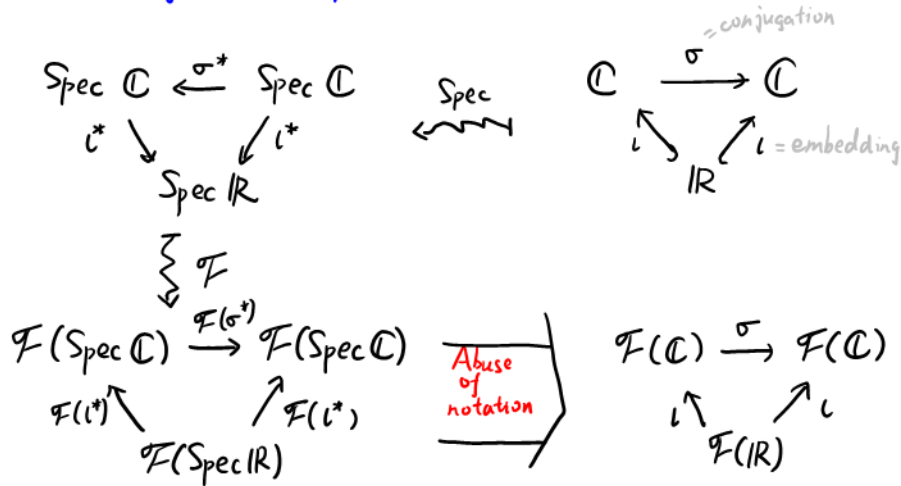 = conjugation
Spec ℂ σ* Spec ℂ Spec ℂ σ ℂ
ι* ι* ι ι = embedding
Spec ℝ ℝ
ℱ
ℱ(Spec ℂ) ℱ(σ*) ℱ(Spec ℂ) Abuse ℱ(ℂ) σ ℱ(ℂ)
of
ℱ(ι*) ℱ(ι*) notation ι ι
ℱ(Spec ℝ) ℱ(ℝ)